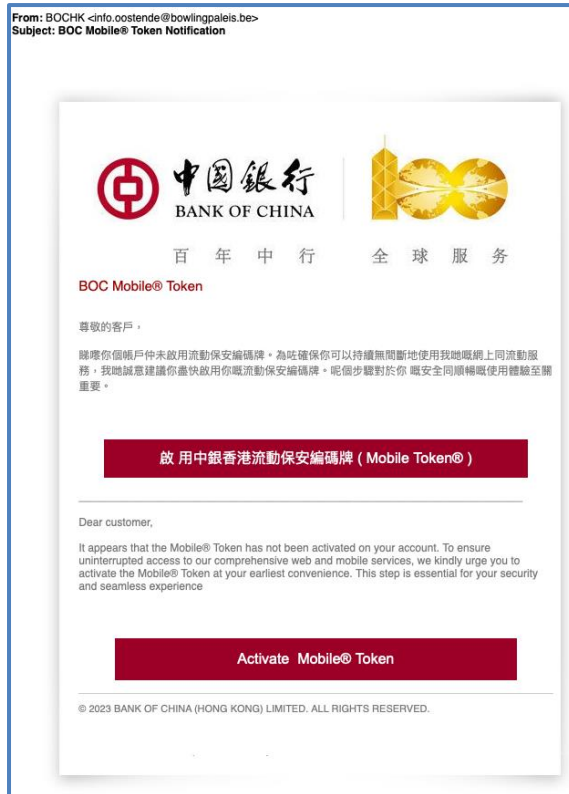 From: BOCHK <info.oostende@bowlingpaleis.be>
Subject: BOC Mobile® Token Notification
中國銀行
BANK OF CHINA
百年中行 全球服务
BOC Mobile® Token
尊敬的客戶，
睇嚟你個帳戶仲未啟用流動保安編碼牌。為咗確保你可以持續無間斷地使用我哋嘅網上同流動服
務，我哋誠意建議你盡快啟用你嘅流動保安編碼牌。呢個步驟對於你 嘅安全同順暢嘅使用體驗至關
重要。
啟 用中銀香港流動保安編碼牌 ( Mobile Token® )
Dear customer,
It appears that the Mobile® Token has not been activated on your account. To ensure
uninterrupted access to our comprehensive web and mobile services, we kindly urge you to
activate the Mobile® Token at your earliest convenience. This step is essential for your security
and seamless experience
Activate  Mobile® Token
© 2023 BANK OF CHINA (HONG KONG) LIMITED. ALL RIGHTS RESERVED.